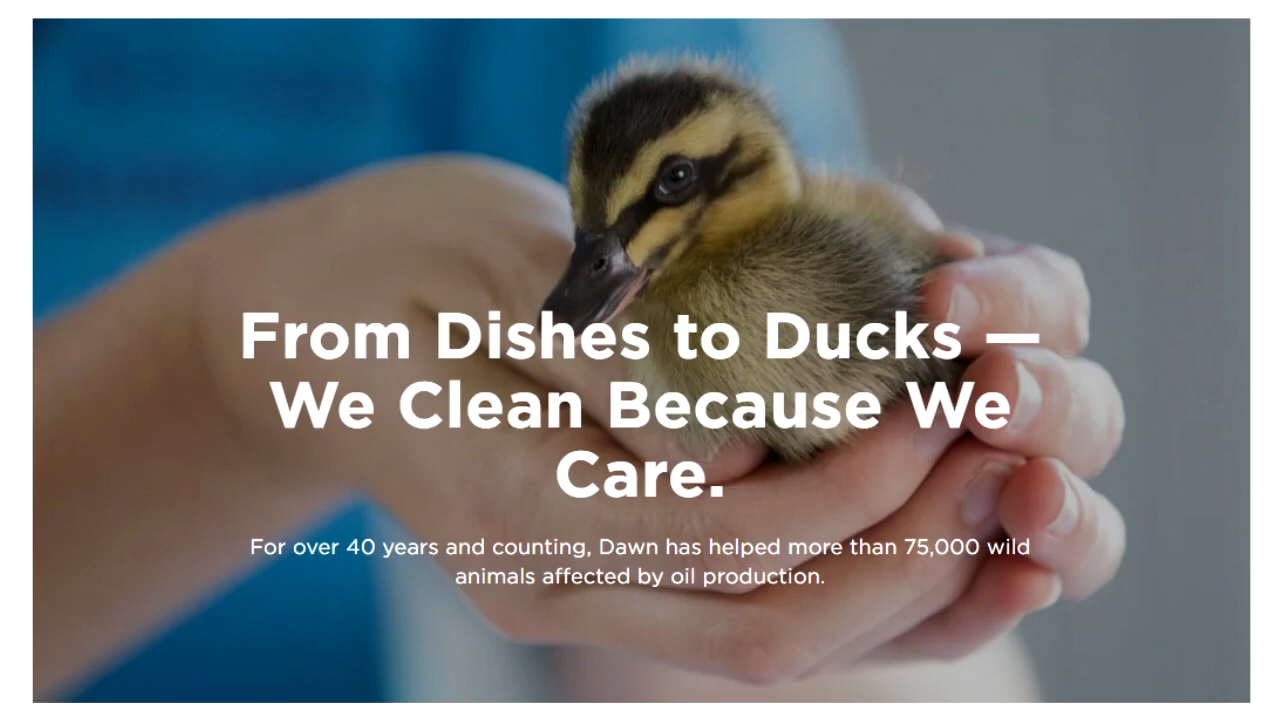 From Dishes to Ducks —
We Clean Because We
Care.
For over 40 years and counting, Dawn has helped more than 75,000 wild
animals affected by oil production.